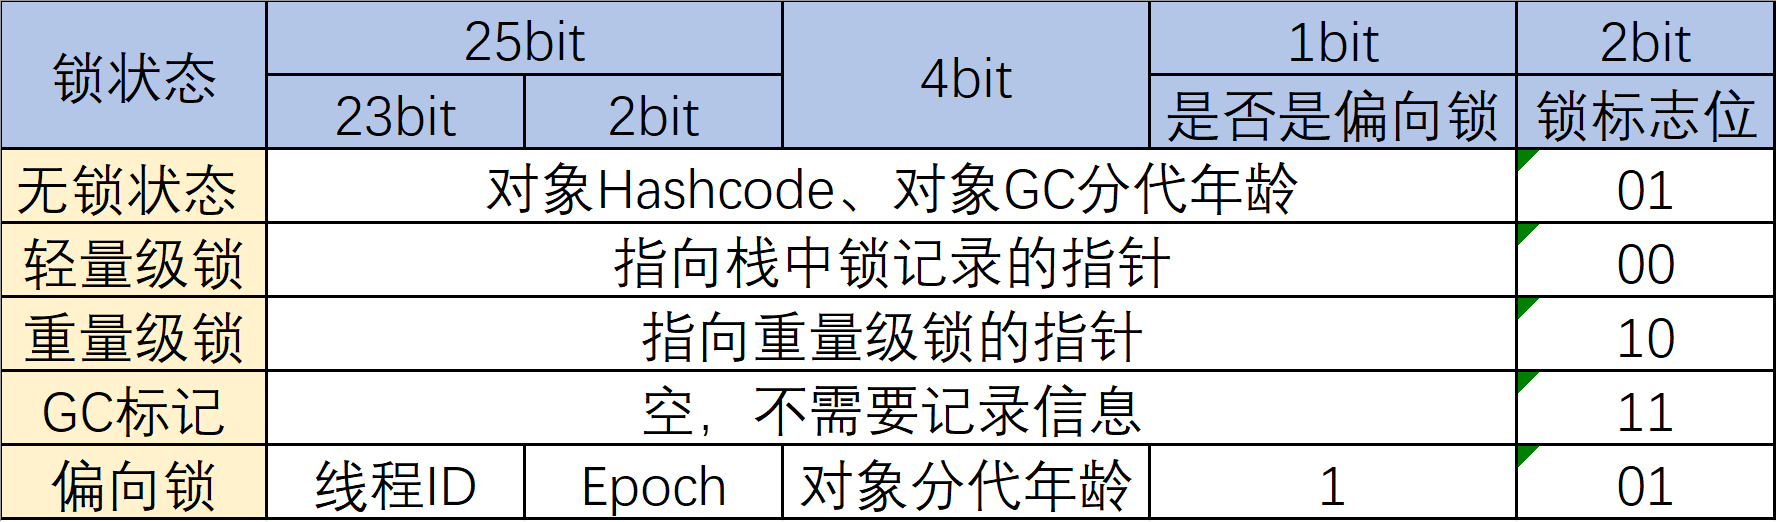 锁状态 25bit 4bit 1bit 2bit
23bit 2bit 是否是偏向锁 锁标志位
无锁状态 对象Hashcode、对象GC分代年龄 01
轻量级锁 指向栈中锁记录的指针 00
重量级锁 指向重量级锁的指针 10
GC标记 空，不需要记录信息 11
偏向锁 线程ID Epoch 对象分代年龄 1 01